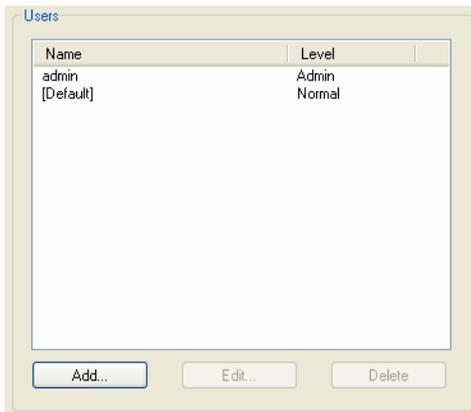 Users
Name Level
admin Admin
[Default] Normal
Add... Edit... Delete